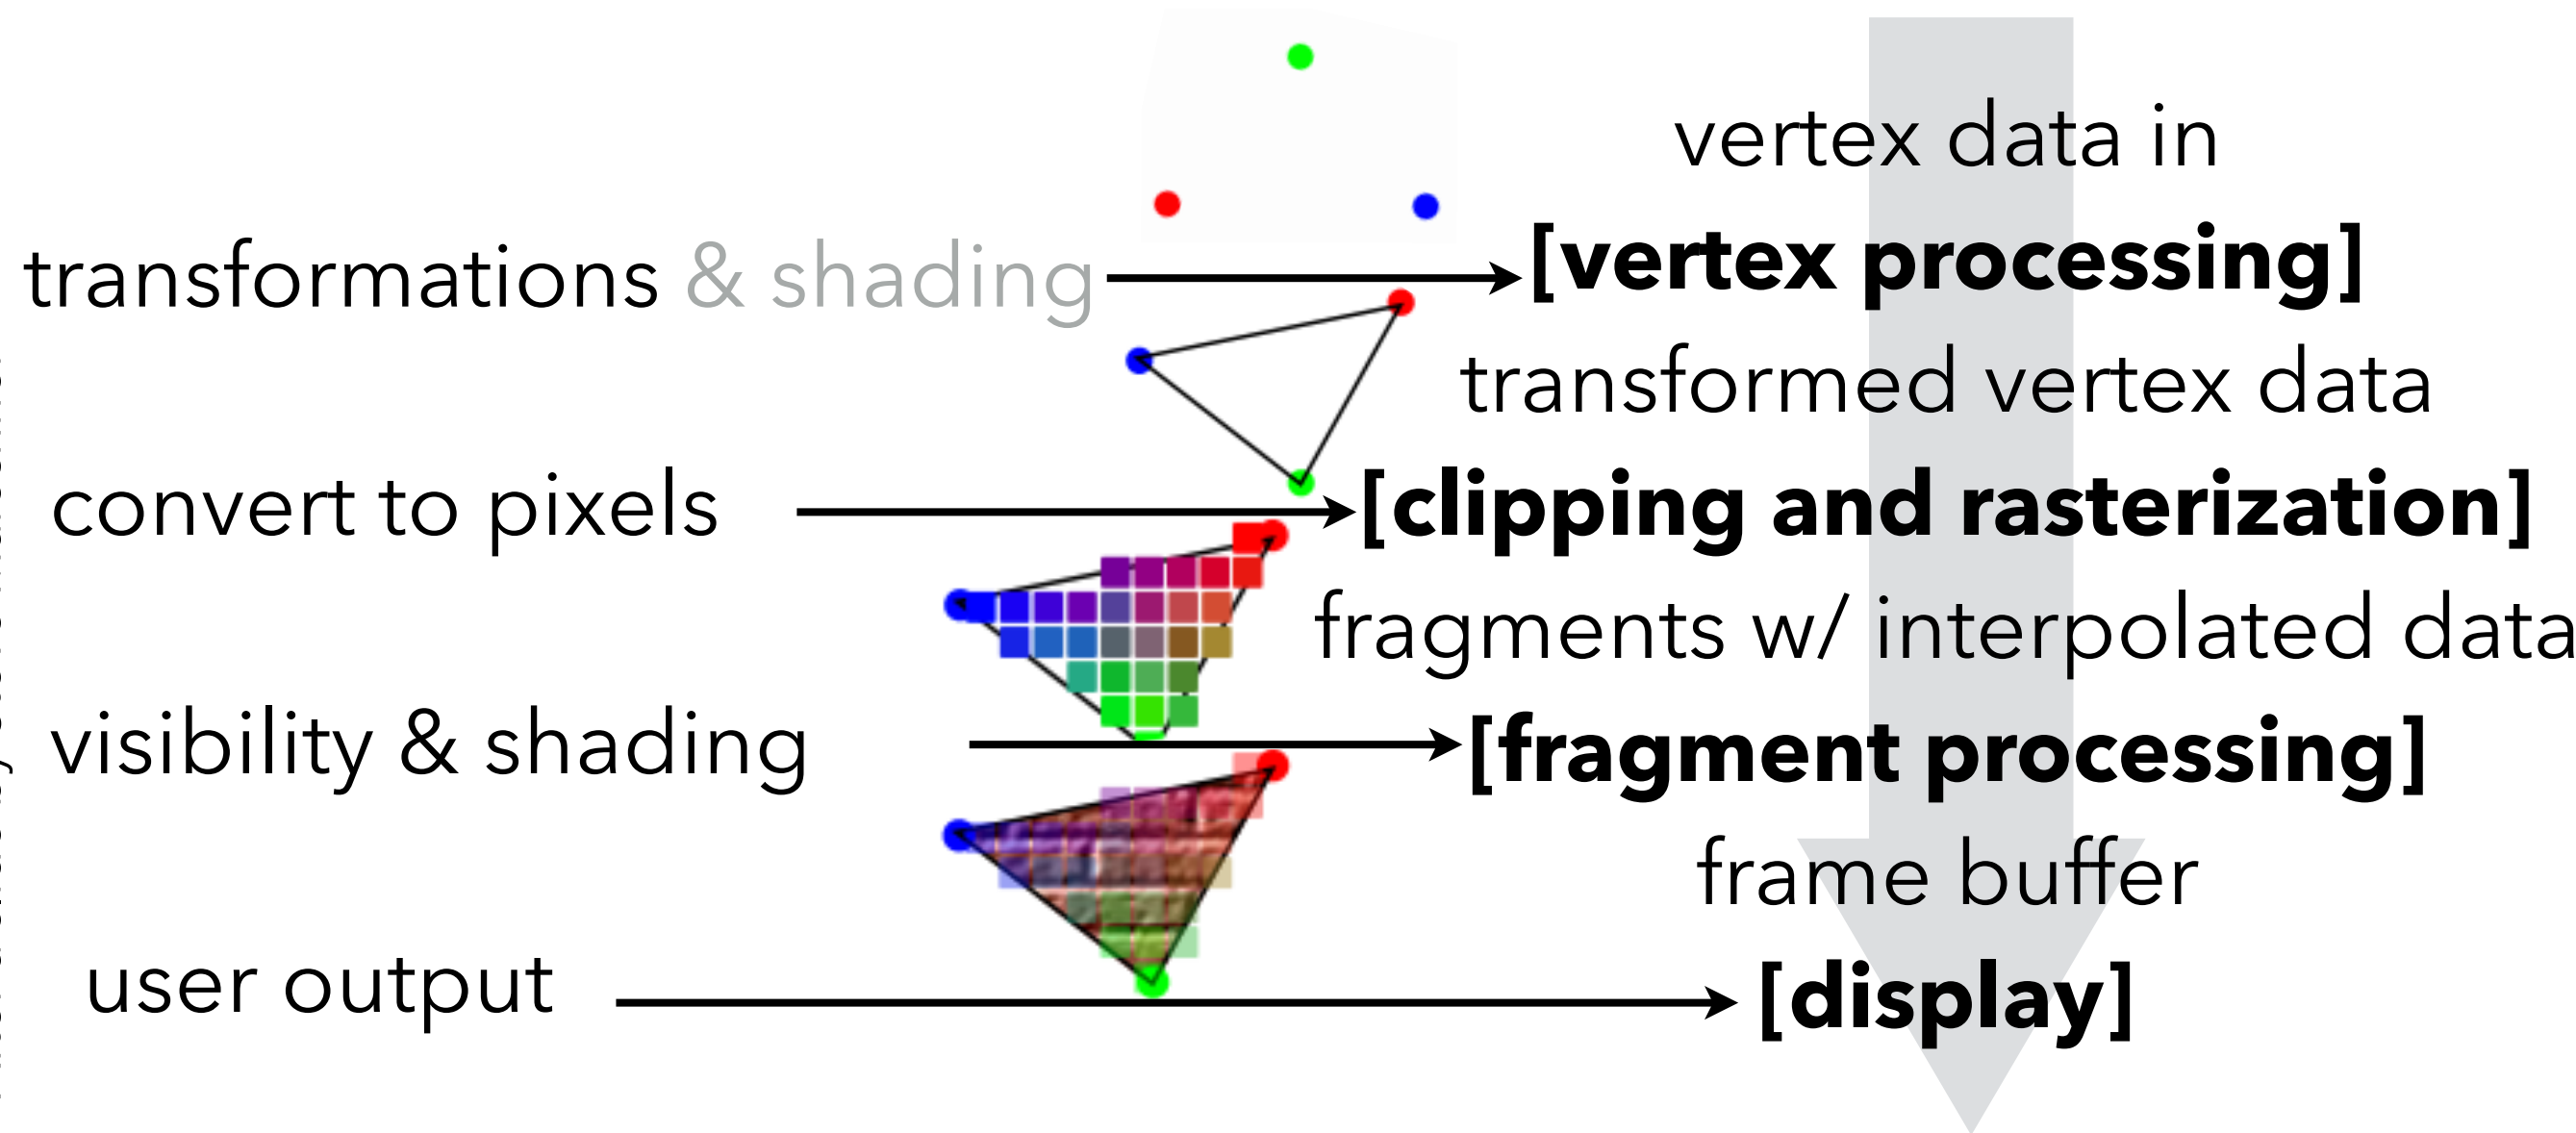 vertex data in
transformations & shading [vertex processing]
transformed vertex data
convert to pixels [clipping and rasterization]
fragments w/ interpolated data
visibility & shading [fragment processing]
frame buffer
user output [display]